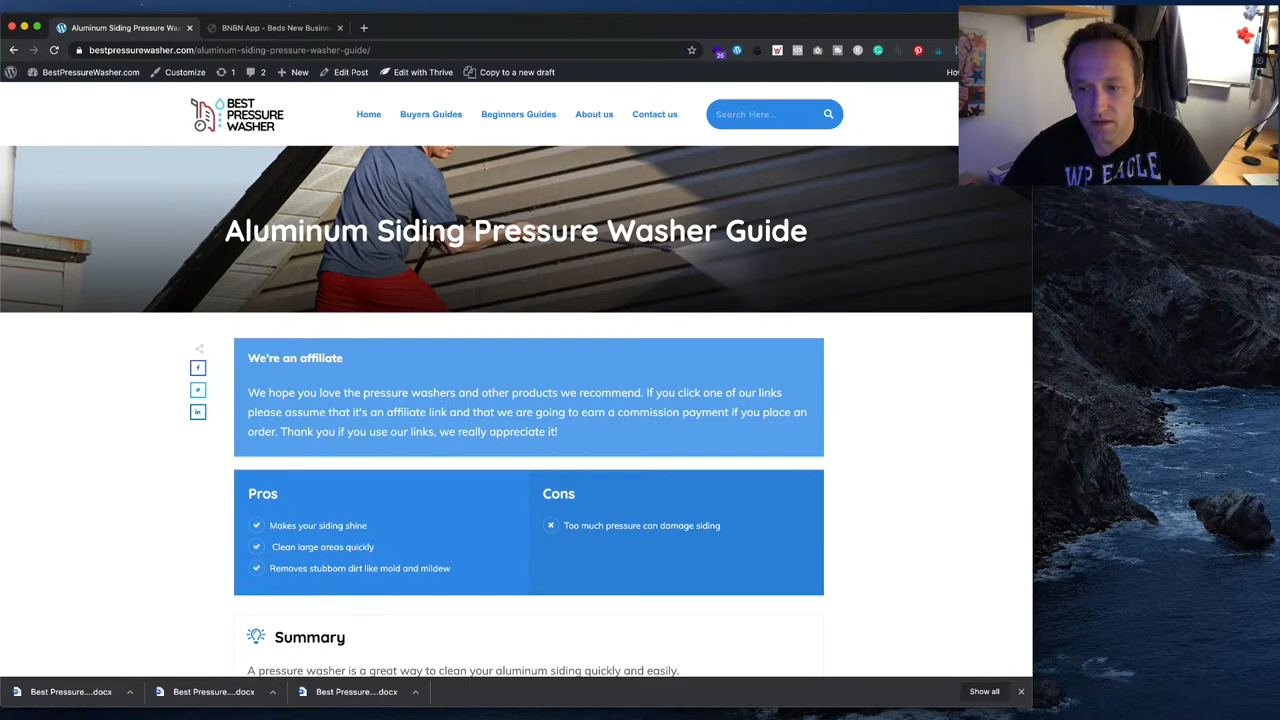 Aluminum Siding Pressure Was
BNBN App - Beds New Busine
bestpressurewasher.com/aluminum-siding-pressure-washer-guide/
26
BestPressureWasher.com
Customize
1
2
New
Edit Post
Edit with Thrive
Copy to a new draft
How
BEST
PRESSURE
WASHER
Home
Buyers Guides
Beginners Guides
About us
Contact us
Search Here...
WP EAGLE
Aluminum Siding Pressure Washer Guide
We're an affiliate
We hope you love the pressure washers and other products we recommend. If you click one of our links
please assume that it's an affiliate link and that we are going to earn a commission payment if you place an
order. Thank you if you use our links, we really appreciate it!
Pros
Makes your siding shine
Clean large areas quickly
Removes stubborn dirt like mold and mildew
Cons
Too much pressure can damage siding
Summary
A pressure washer is a great way to clean your aluminum siding quickly and easily.
Best Pressure....docx
Best Pressure....docx
Best Pressure....docx
Show all